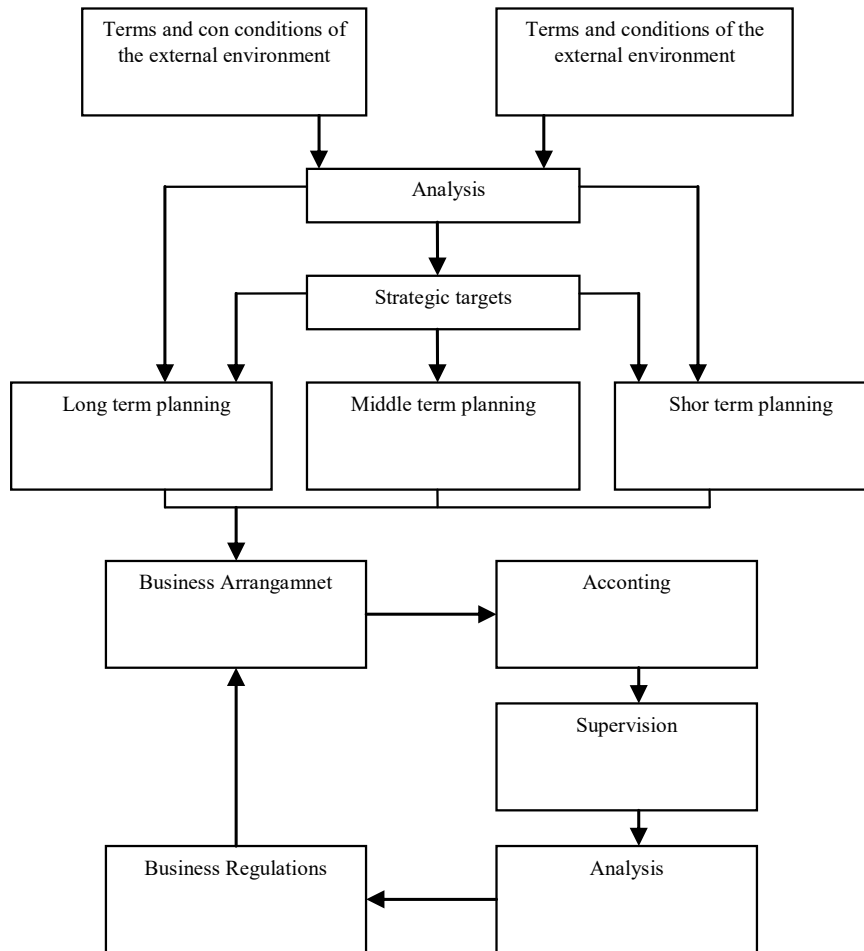 Terms and con conditions of
the external environment
Terms and conditions of the
external environment
Analysis
Strategic targets
Long term planning
Middle term planning
Shor term planning
Business Arrangamnet
Acconting
Supervision
Business Regulations
Analysis